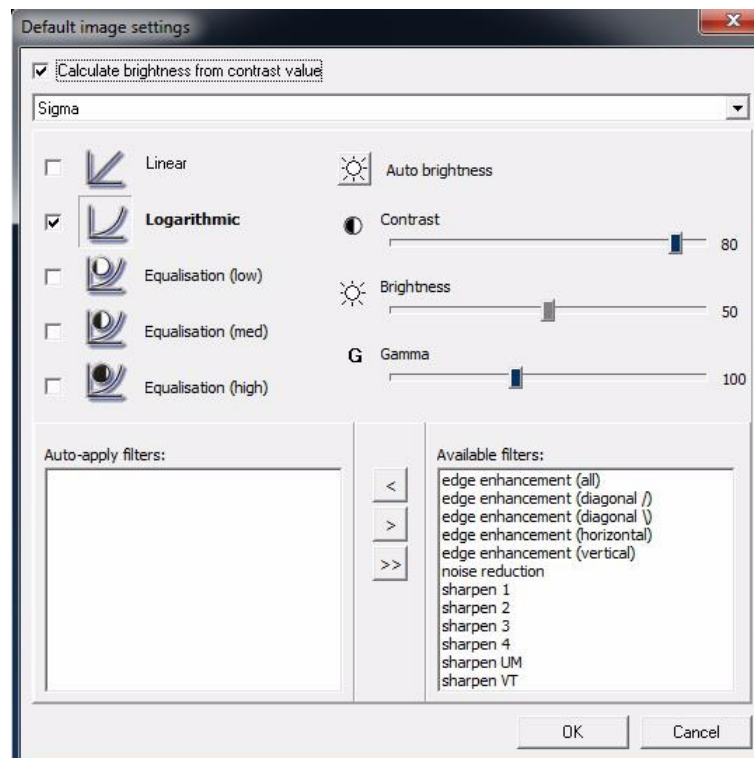 Default image settings
Calculate brightness from contrast value
Sigma
Linear
Auto brightness
Logarithmic
Contrast
80
Equalisation (low)
Brightness
50
Equalisation (med)
G Gamma
100
Equalisation (high)
Auto-apply filters:
<
>
>>
Available filters:
edge enhancement (all)
edge enhancement (diagonal /)
edge enhancement (diagonal \)
edge enhancement (horizontal)
edge enhancement (vertical)
noise reduction
sharpen 1
sharpen 2
sharpen 3
sharpen 4
sharpen UM
sharpen VT
OK
Cancel